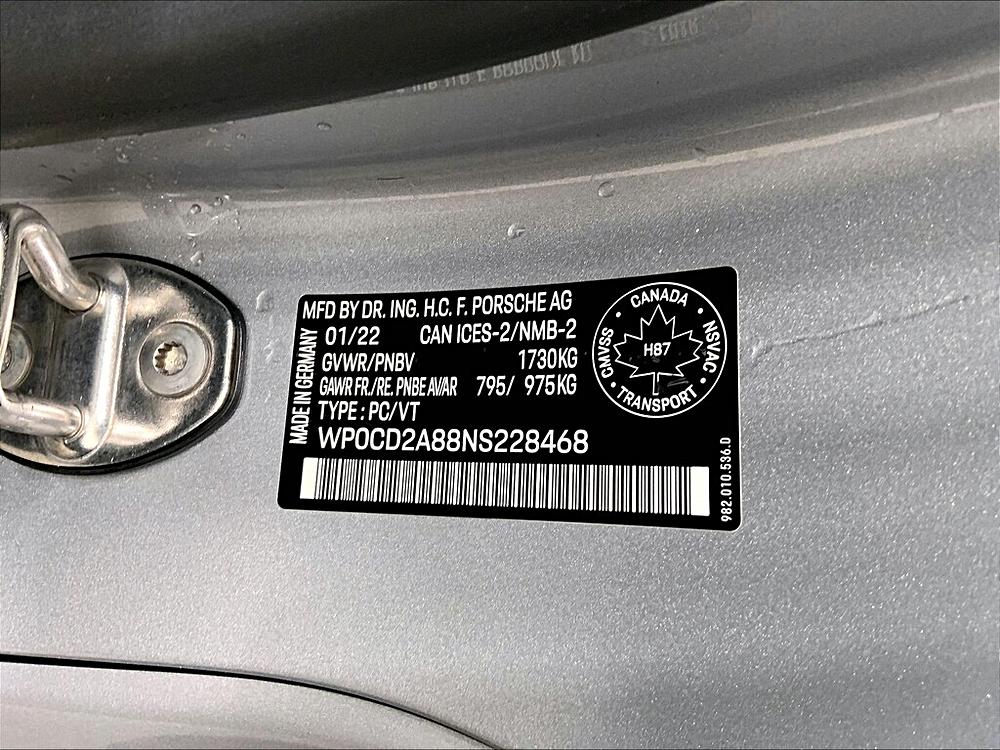 MFD BY DR. ING. H.C. F. PORSCHE AG
01/22 CAN ICES-2/NMB-2
GVWR/PNBV 1730KG
GAWR FR./RE. PNBE AV/AR 795/ 975KG
TYPE : PC/VT
WP0CD2A88NS228468
MADE IN GERMANY
CANADA
CMVSS
NSVAC
H87
TRANSPORT
982.010.536.D